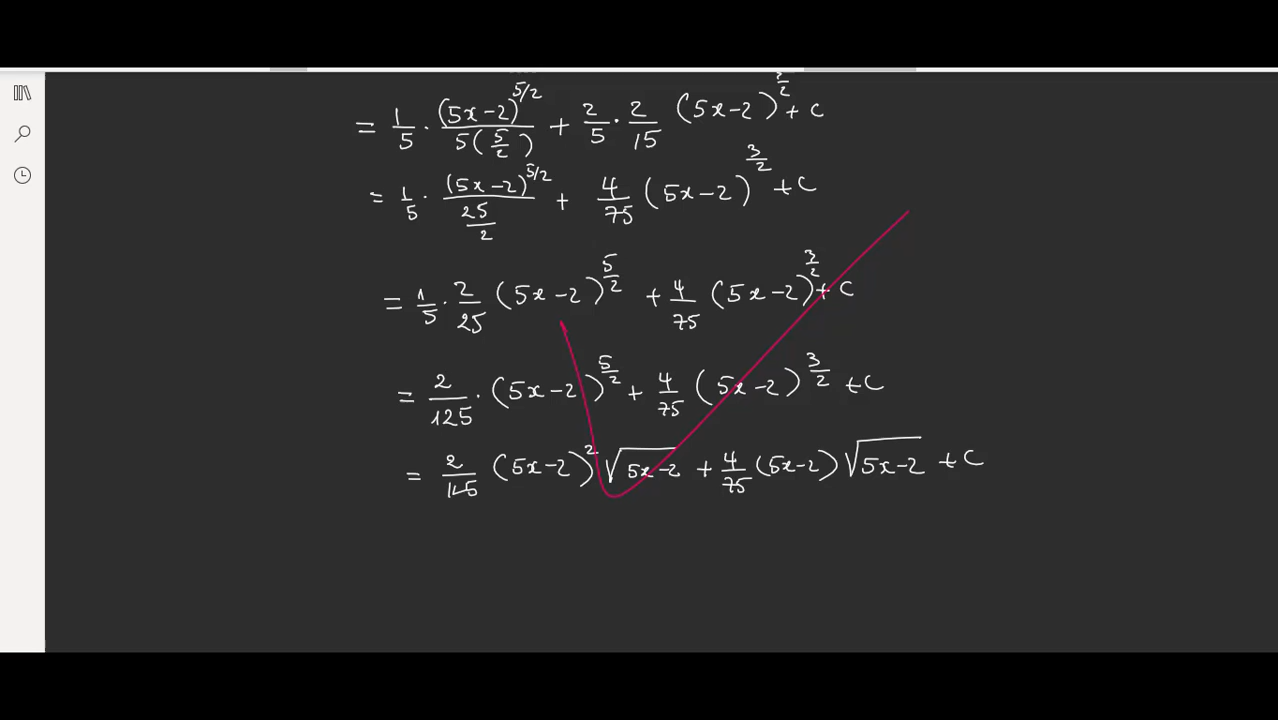 = 1/5 · (5x-2)^5/2 / 5(5/2) + 2/5 · 2/15 (5x-2)^3/2 + C
= 1/5 · (5x-2)^5/2 / 25/2 + 4/75 (5x-2)^3/2 + C
= 1/5 · 2/25 (5x-2)^5/2 + 4/75 (5x-2)^3/2 + C
= 2/125 · (5x-2)^5/2 + 4/75 (5x-2)^3/2 + C
= 2/125 (5x-2)^2 √(5x-2) + 4/75 (5x-2) √(5x-2) + C